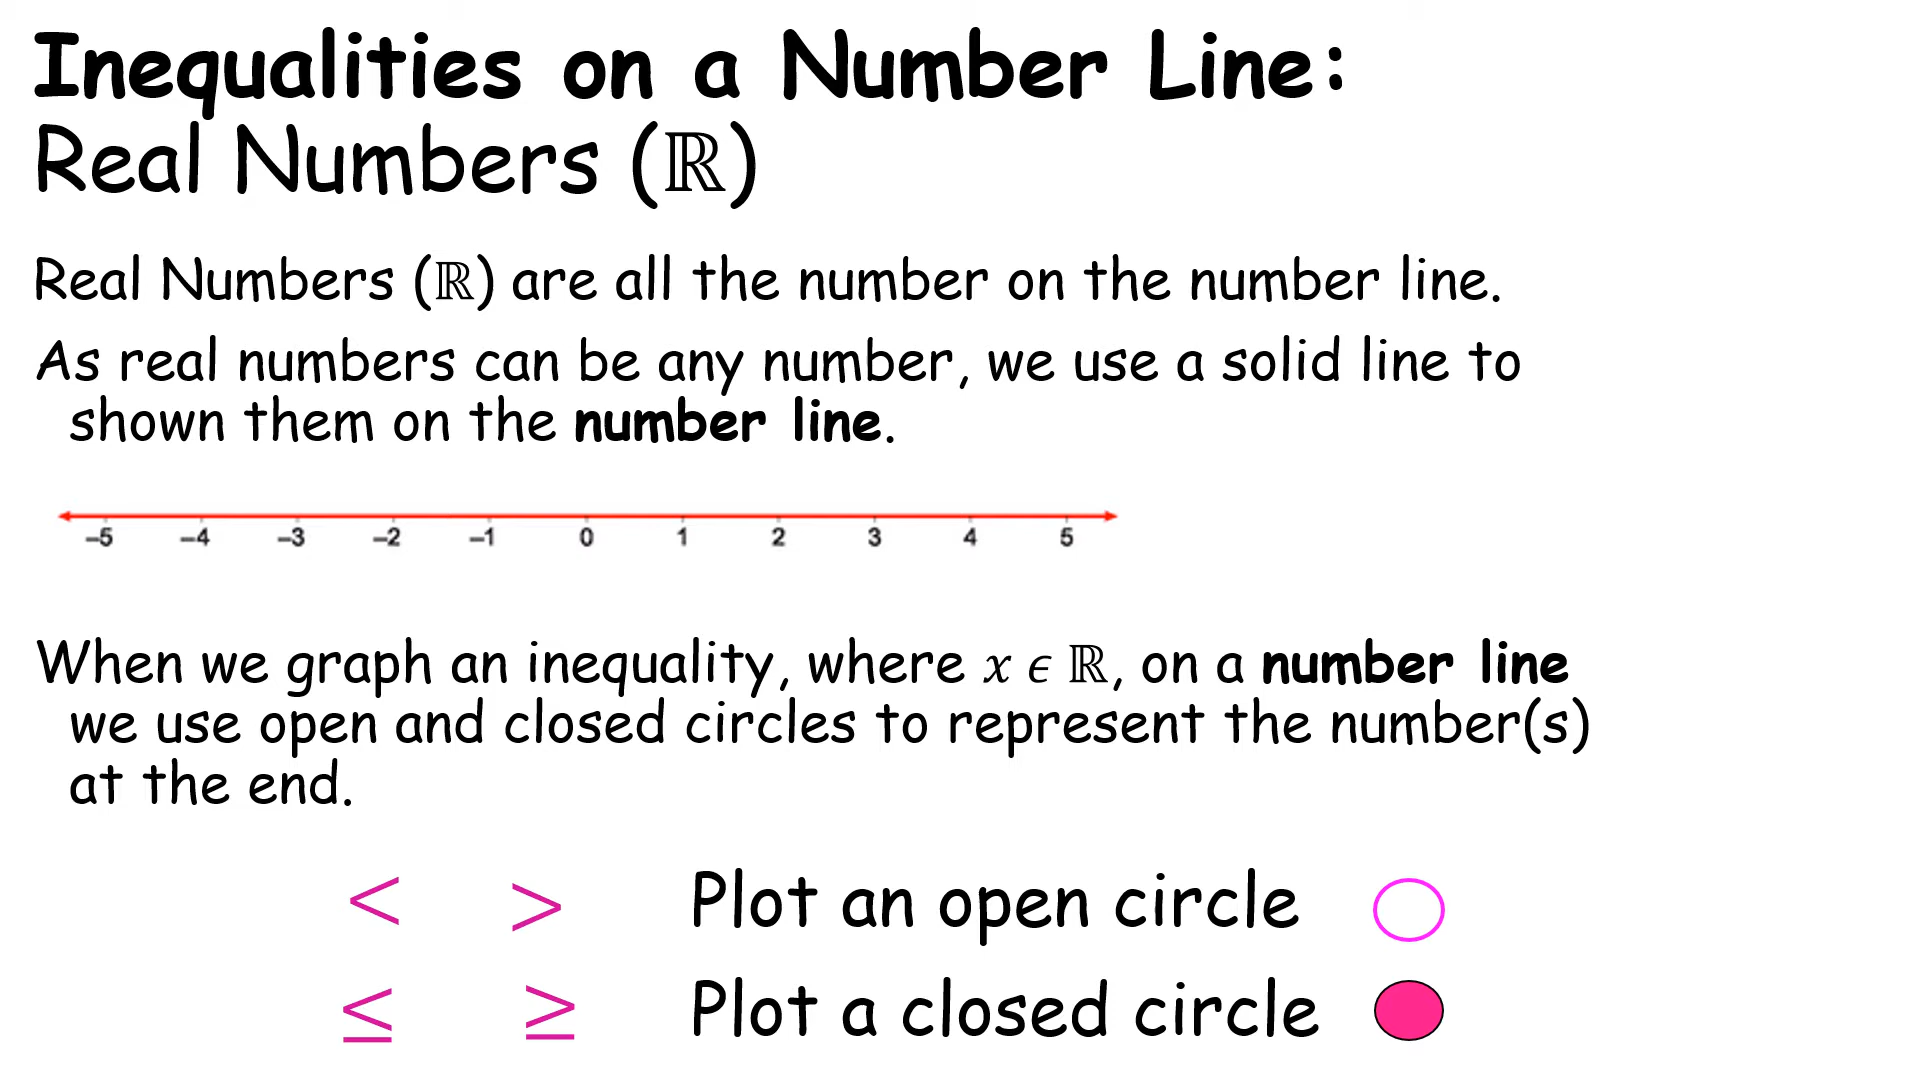 Inequalities on a Number Line:
Real Numbers (ℝ)
Real Numbers (ℝ) are all the number on the number line.
As real numbers can be any number, we use a solid line to
shown them on the number line.
–5 –4 –3 –2 –1 0 1 2 3 4 5
When we graph an inequality, where x ϵ ℝ, on a number line
we use open and closed circles to represent the number(s)
at the end.
< > Plot an open circle
≤ ≥ Plot a closed circle